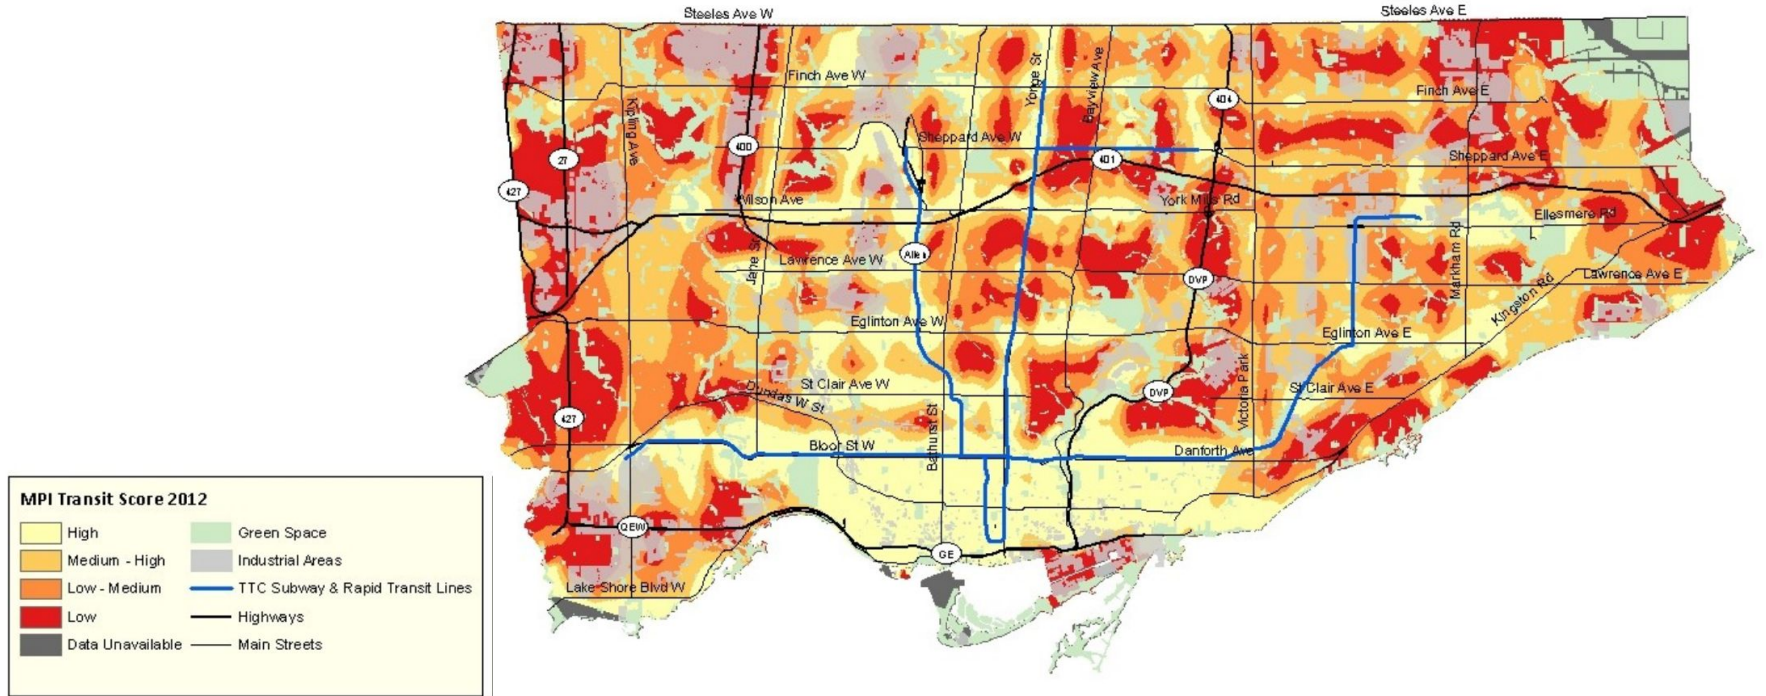 Steeles Ave W
Steeles Ave E
Finch Ave W
Yonge St
Bayview Ave
Finch Ave E
404
Kipling Ave
Sheppard Ave W
400
27
401
Sheppard Ave E
427
Wilson Ave
York Mills Rd
Ellesmere Rd
Jane St
Lawrence Ave W
Allen
DVP
Markham Rd
Lawrence Ave E
Kingston Rd
Eglinton Ave W
Eglinton Ave E
St Clair Ave W
Dundas W St
DVP
Victoria Park
St Clair Ave E
427
Bloor St W
Bathurst St
Danforth Ave
QEW
GE
Lake Shore Blvd W
MPI Transit Score 2012
High
Medium - High
Low - Medium
Low
Data Unavailable
Green Space
Industrial Areas
TTC Subway & Rapid Transit Lines
Highways
Main Streets